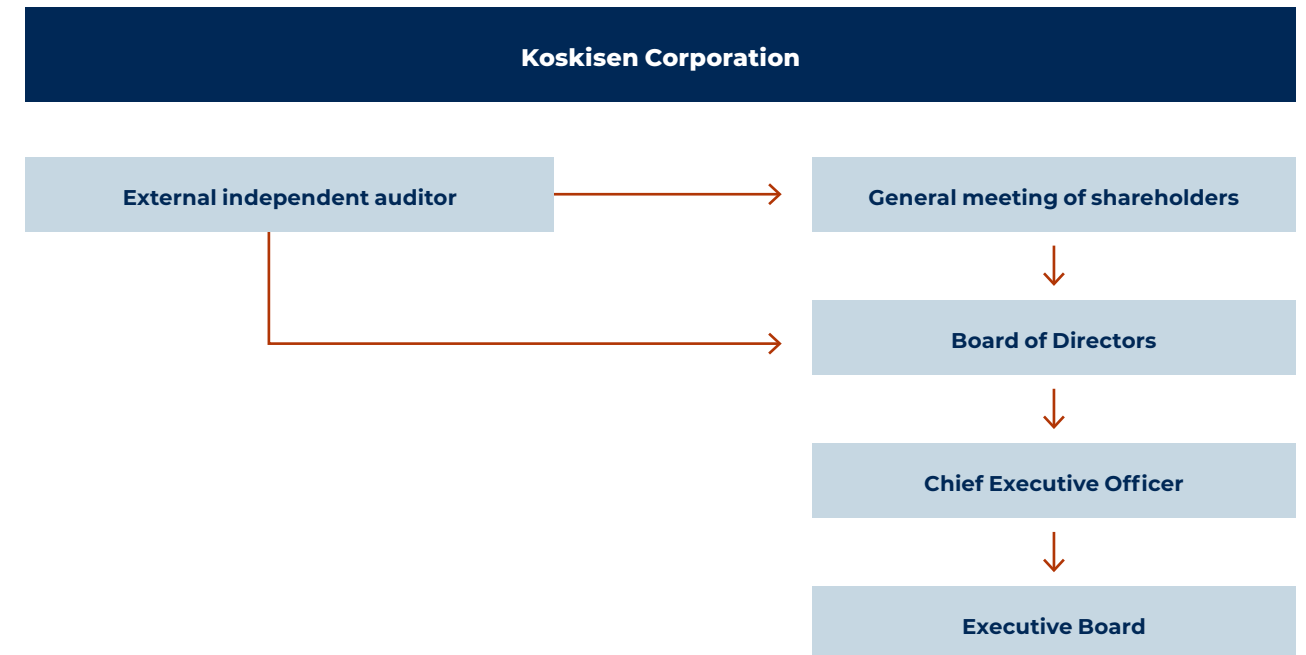 Koskisen Corporation
External independent auditor
General meeting of shareholders
Board of Directors
Chief Executive Officer
Executive Board